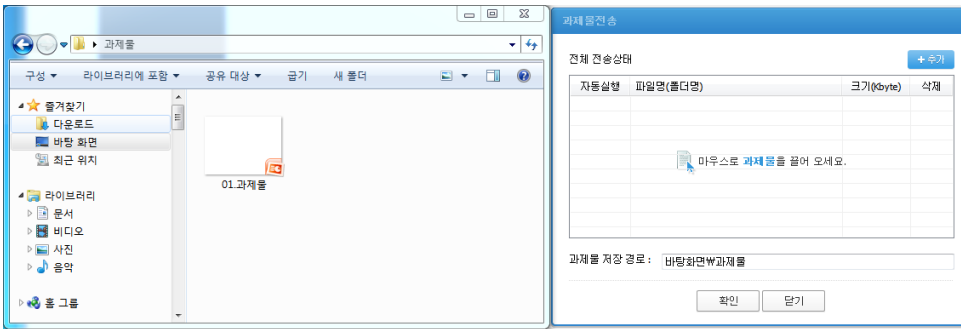 과제물
구성
라이브러리에 포함
공유 대상
굽기
새 폴더
즐겨찾기
다운로드
바탕 화면
최근 위치
라이브러리
문서
비디오
사진
음악
홈 그룹
01.과제물
과제물전송
전체 전송상태
+ 추가
자동실행 파일명(폴더명) 크기(Kbyte) 삭제
마우스로 과제물을 끌어 오세요.
과제물 저장 경로 : 바탕화면￦과제물
확인 닫기